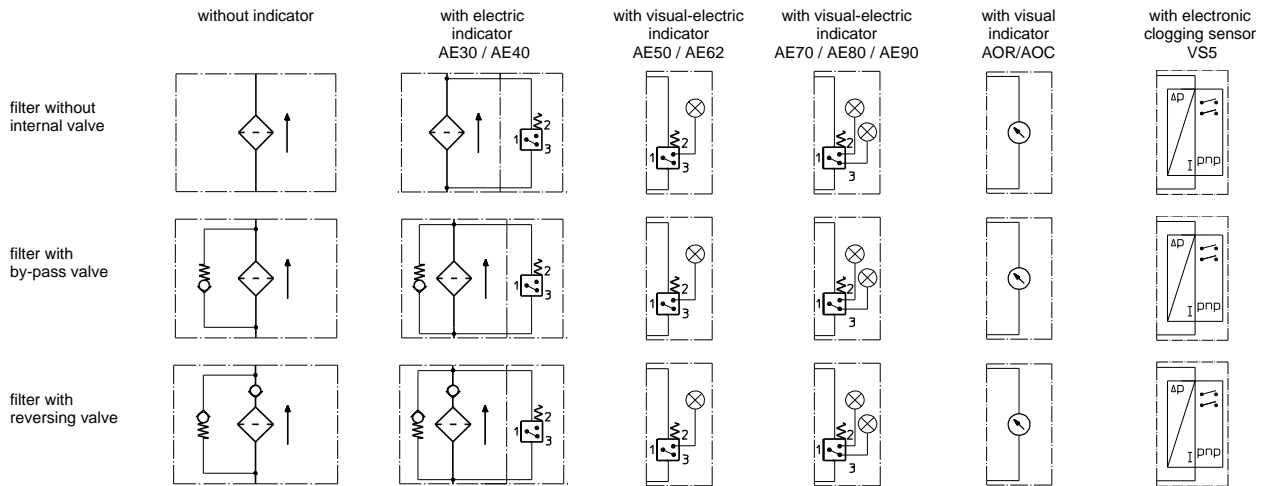 without indicator
with electric
indicator
AE30 / AE40
with visual-electric
indicator
AE50 / AE62
with visual-electric
indicator
AE70 / AE80 / AE90
with visual
indicator
AOR/AOC
with electronic
clogging sensor
VS5
filter without
internal valve
1 2 3
1 2 3
1 2 3
Δp
I pnp
filter with
by-pass valve
1 2 3
1 2 3
1 2 3
Δp
I pnp
filter with
reversing valve
1 2 3
1 2 3
1 2 3
Δp
I pnp